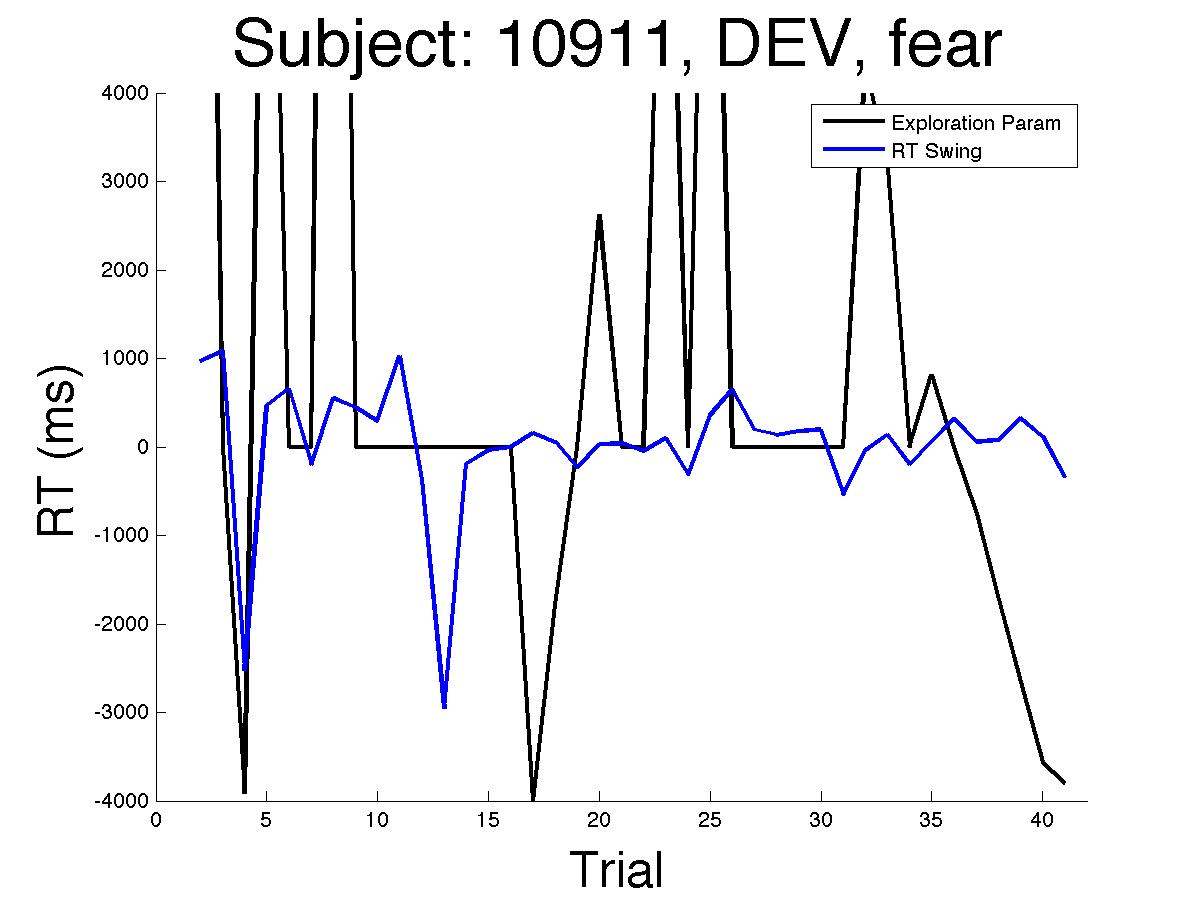 Subject: 10911, DEV, fear
4000
3000
2000
1000
0
-1000
-2000
-3000
-4000
RT (ms)
Exploration Param
RT Swing
0 5 10 15 20 25 30 35 40
Trial